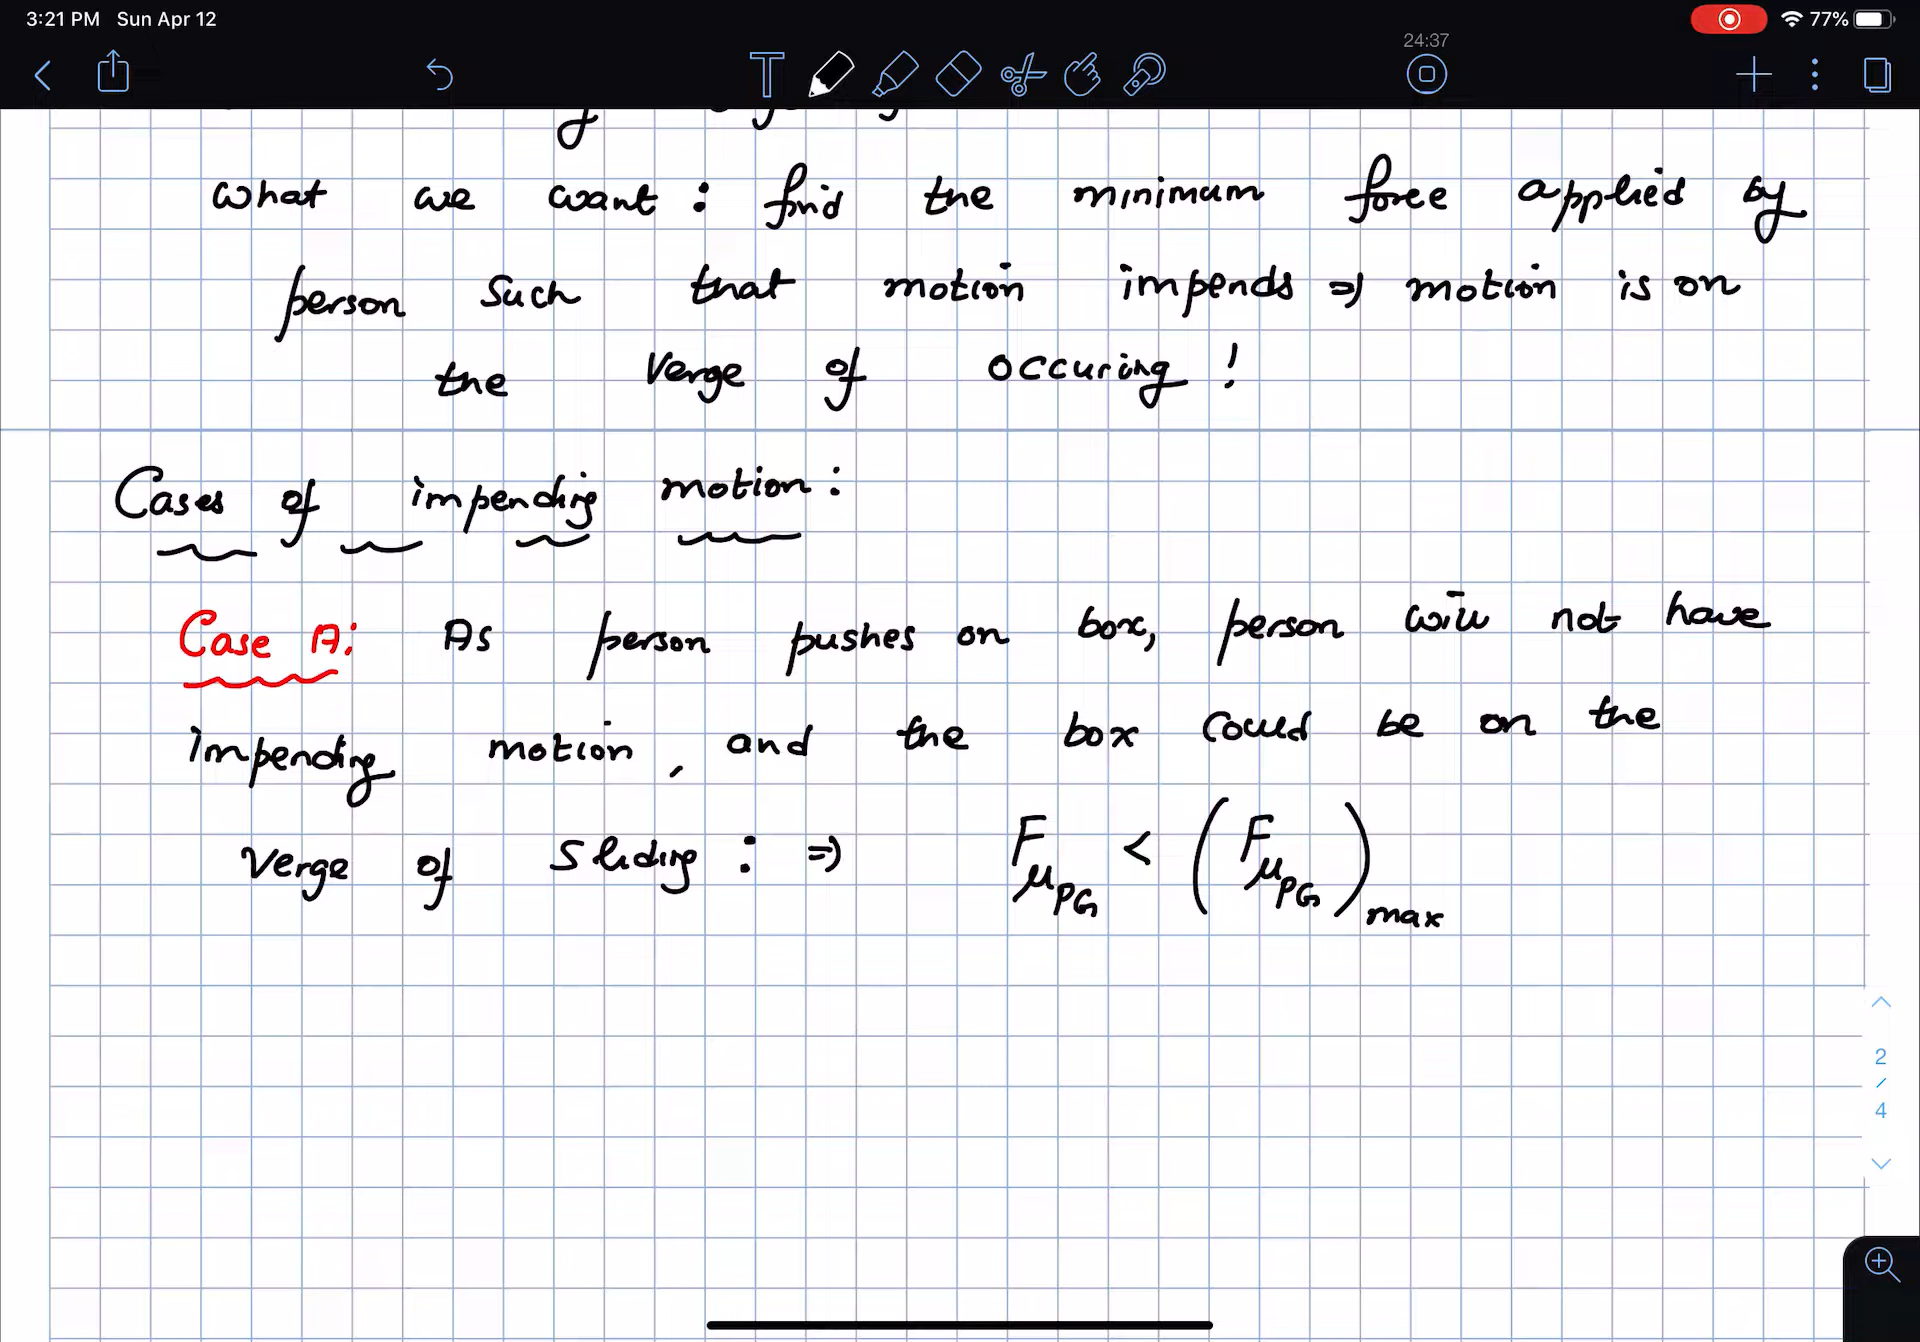 3:21 PM Sun Apr 12
77%
24:37
what we want : find the minimum force applied by
person such that motion impends ⇒ motion is on
the verge of occuring !
Cases of impending motion:
Case A: As person pushes on box, person will not have
impending motion, and the box could be on the
verge of sliding : ⇒ F_μ_PG < (F_μ_PG)_max
2
/
4